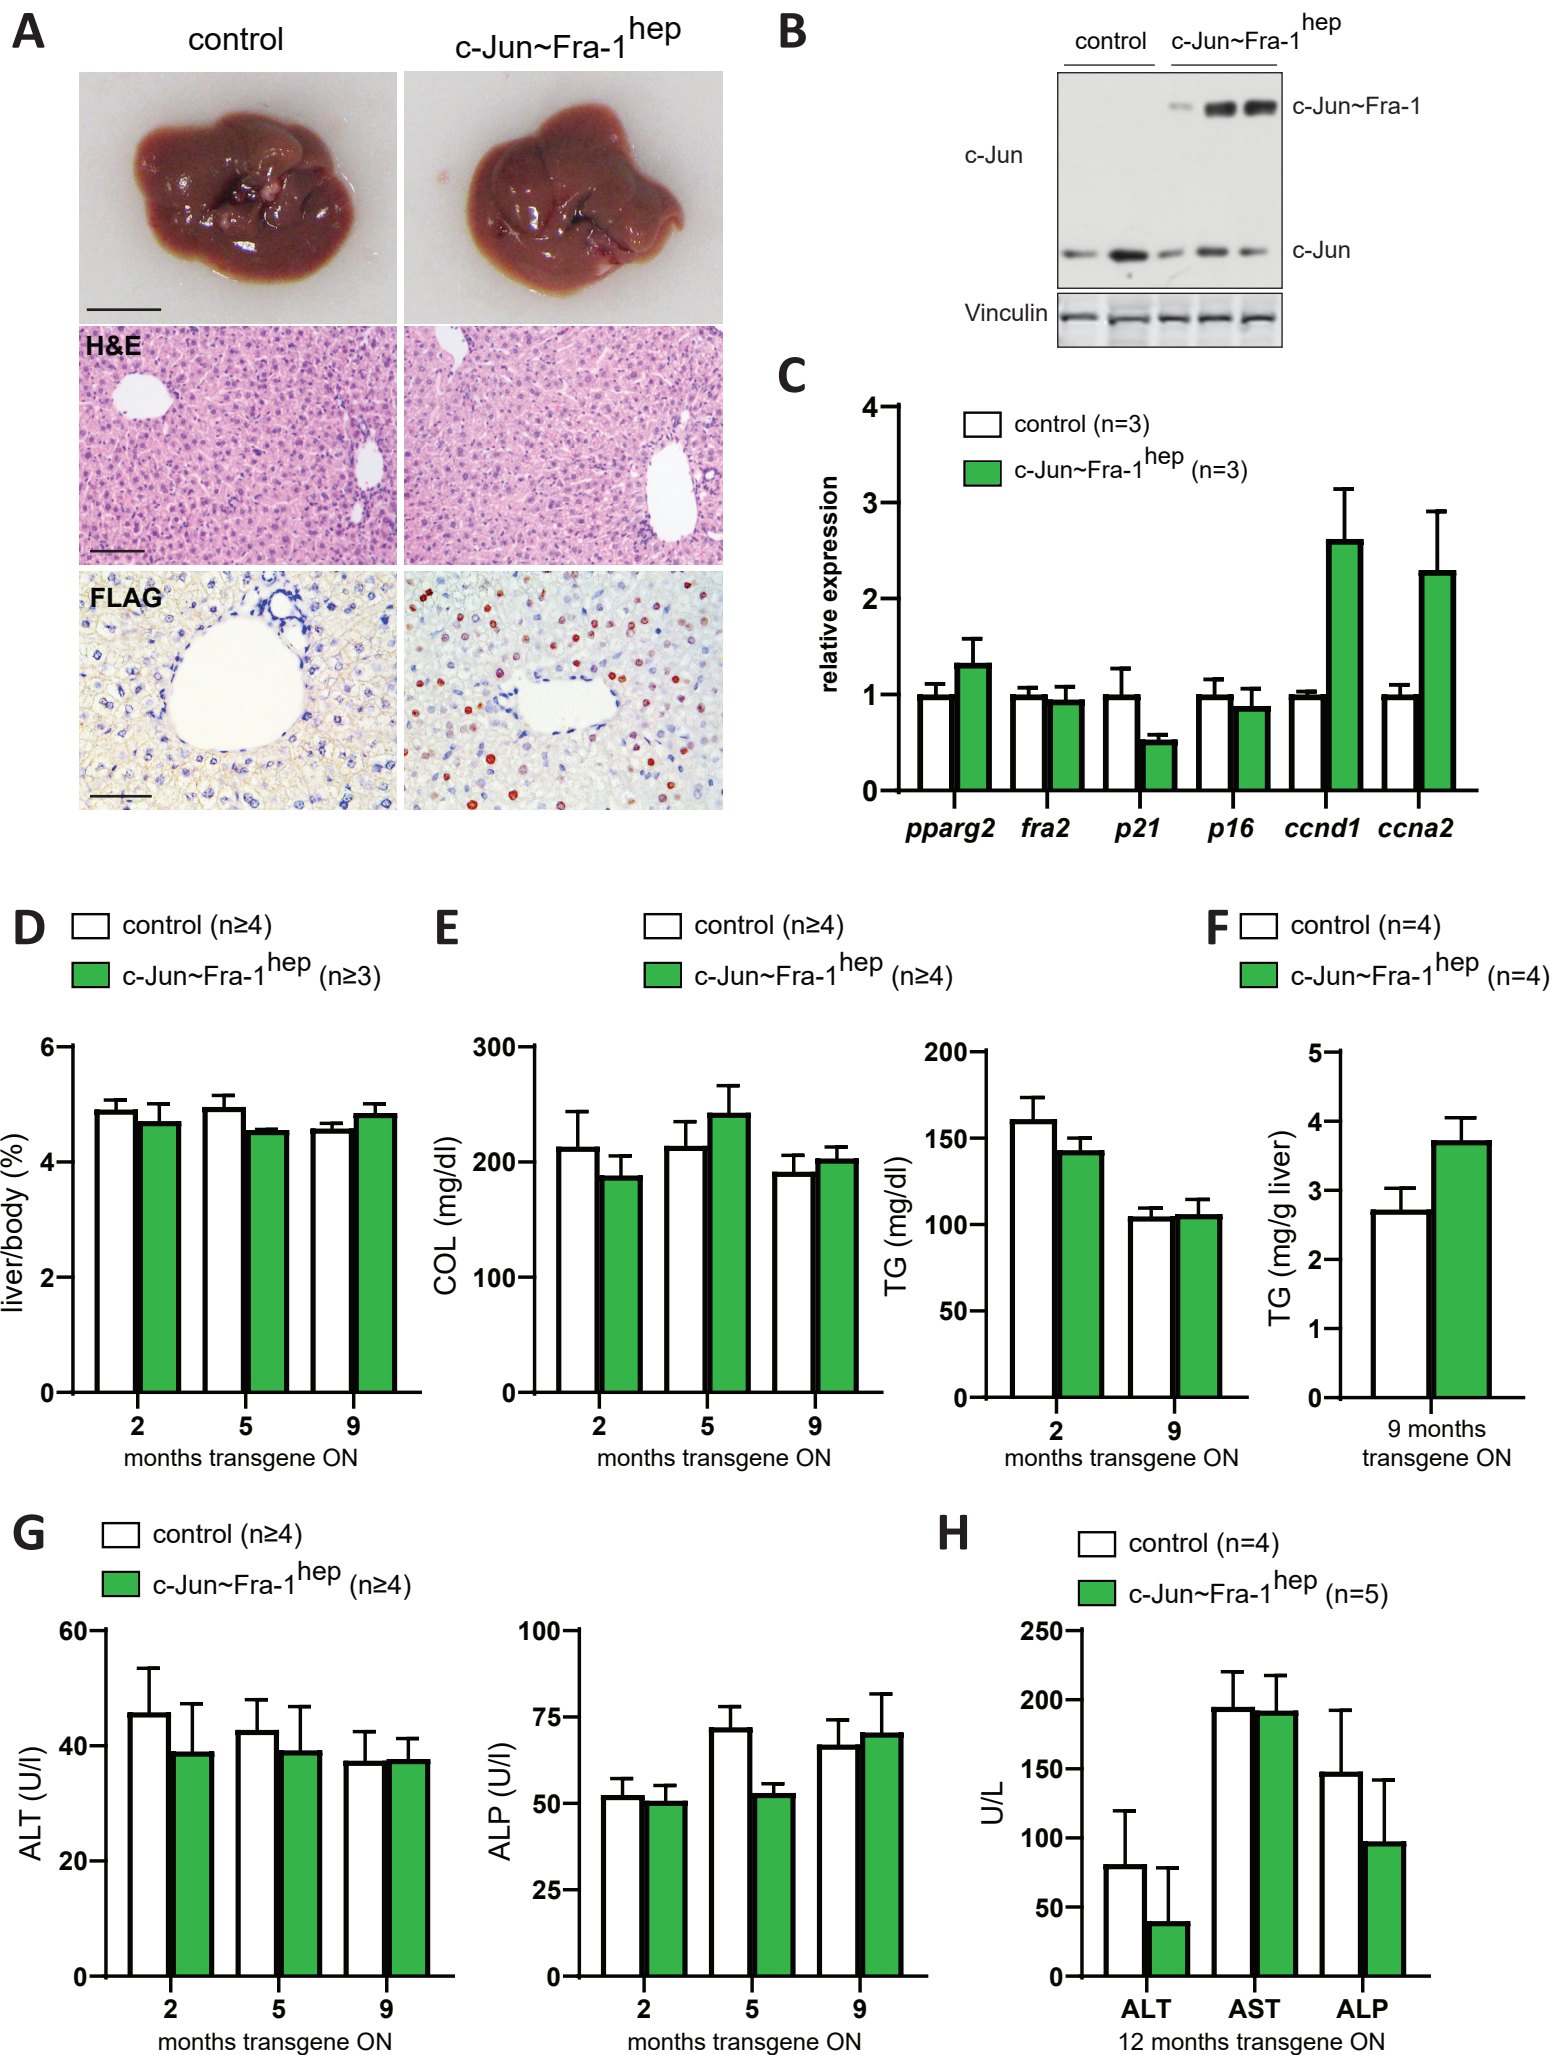 A
control
c-Jun~Fra-1hep
H&E
FLAG
B
control
c-Jun~Fra-1hep
c-Jun~Fra-1
c-Jun
c-Jun
Vinculin
C
control (n=3)
c-Jun~Fra-1hep (n=3)
relative expression
4
3
2
1
0
pparg2 fra2 p21 p16 ccnd1 ccna2
D
control (n≥4)
c-Jun~Fra-1hep (n≥3)
liver/body (%)
6
4
2
0
2 5 9
months transgene ON
E
control (n≥4)
c-Jun~Fra-1hep (n≥4)
COL (mg/dl)
300
200
100
0
2 5 9
months transgene ON
TG (mg/dl)
200
150
100
50
0
2 9
months transgene ON
F
control (n=4)
c-Jun~Fra-1hep (n=4)
TG (mg/g liver)
5
4
3
2
1
0
9 months
transgene ON
G
control (n≥4)
c-Jun~Fra-1hep (n≥4)
ALT (U/l)
60
40
20
0
2 5 9
months transgene ON
ALP (U/l)
100
75
50
25
0
2 5 9
months transgene ON
H
control (n=4)
c-Jun~Fra-1hep (n=5)
U/L
250
200
150
100
50
0
ALT AST ALP
12 months transgene ON